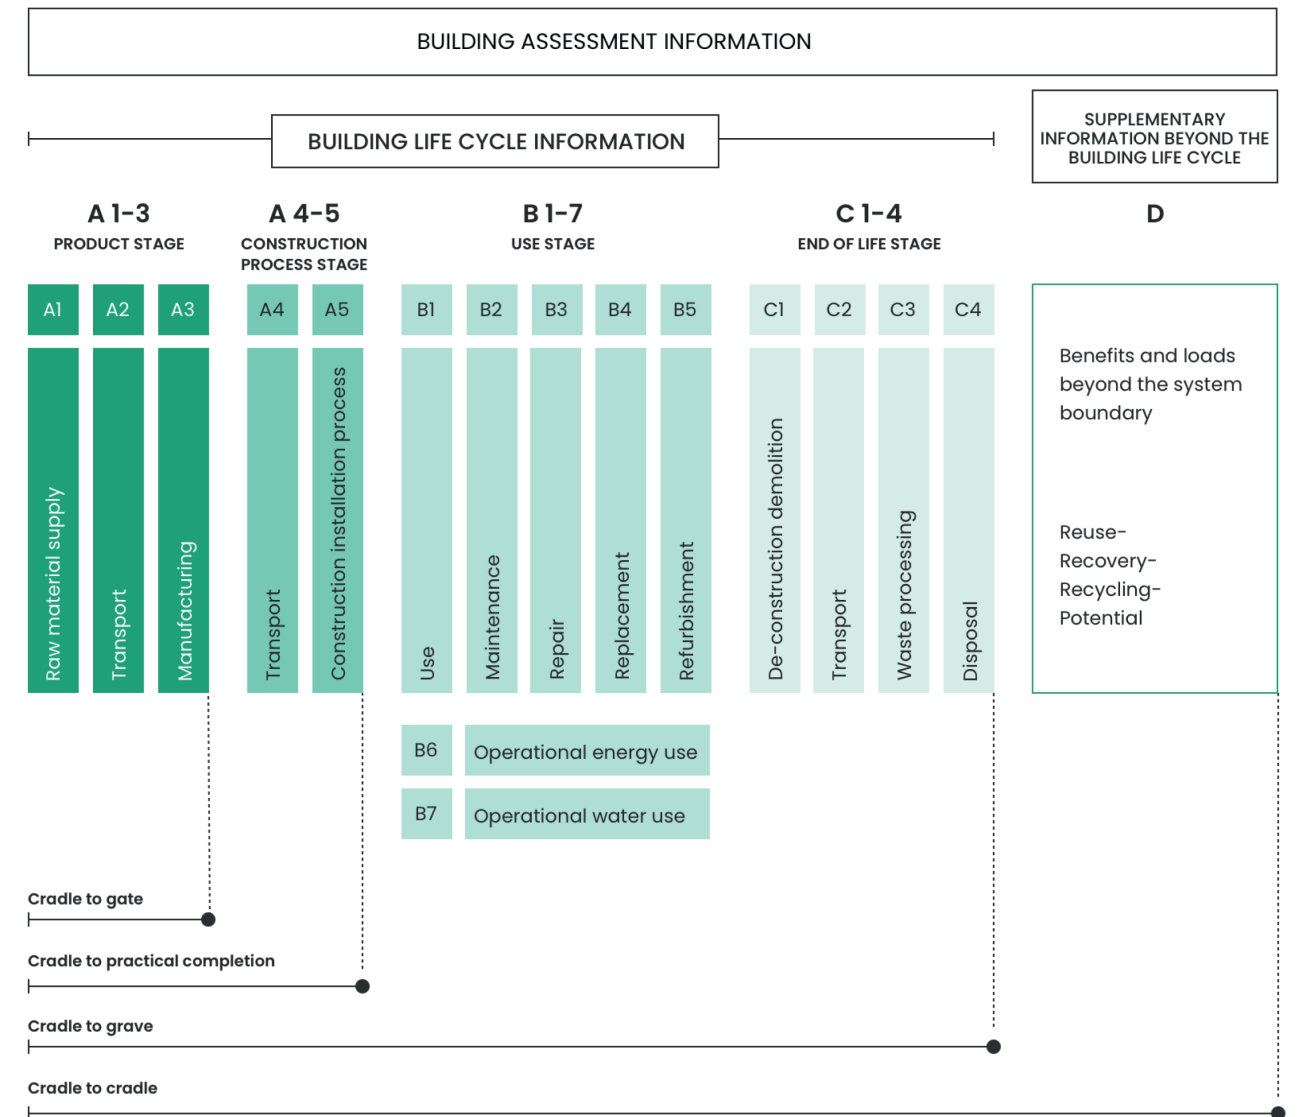 BUILDING ASSESSMENT INFORMATION
BUILDING LIFE CYCLE INFORMATION
SUPPLEMENTARY
INFORMATION BEYOND THE
BUILDING LIFE CYCLE
A 1-3
PRODUCT STAGE
A 4-5
CONSTRUCTION
PROCESS STAGE
B 1-7
USE STAGE
C 1-4
END OF LIFE STAGE
D
A1
A2
A3
A4
A5
B1
B2
B3
B4
B5
C1
C2
C3
C4
Raw material supply
Transport
Manufacturing
Transport
Construction installation process
Use
Maintenance
Repair
Replacement
Refurbishment
De-construction demolition
Transport
Waste processing
Disposal
Benefits and loads
beyond the system
boundary
Reuse-
Recovery-
Recycling-
Potential
B6
Operational energy use
B7
Operational water use
Cradle to gate
Cradle to practical completion
Cradle to grave
Cradle to cradle